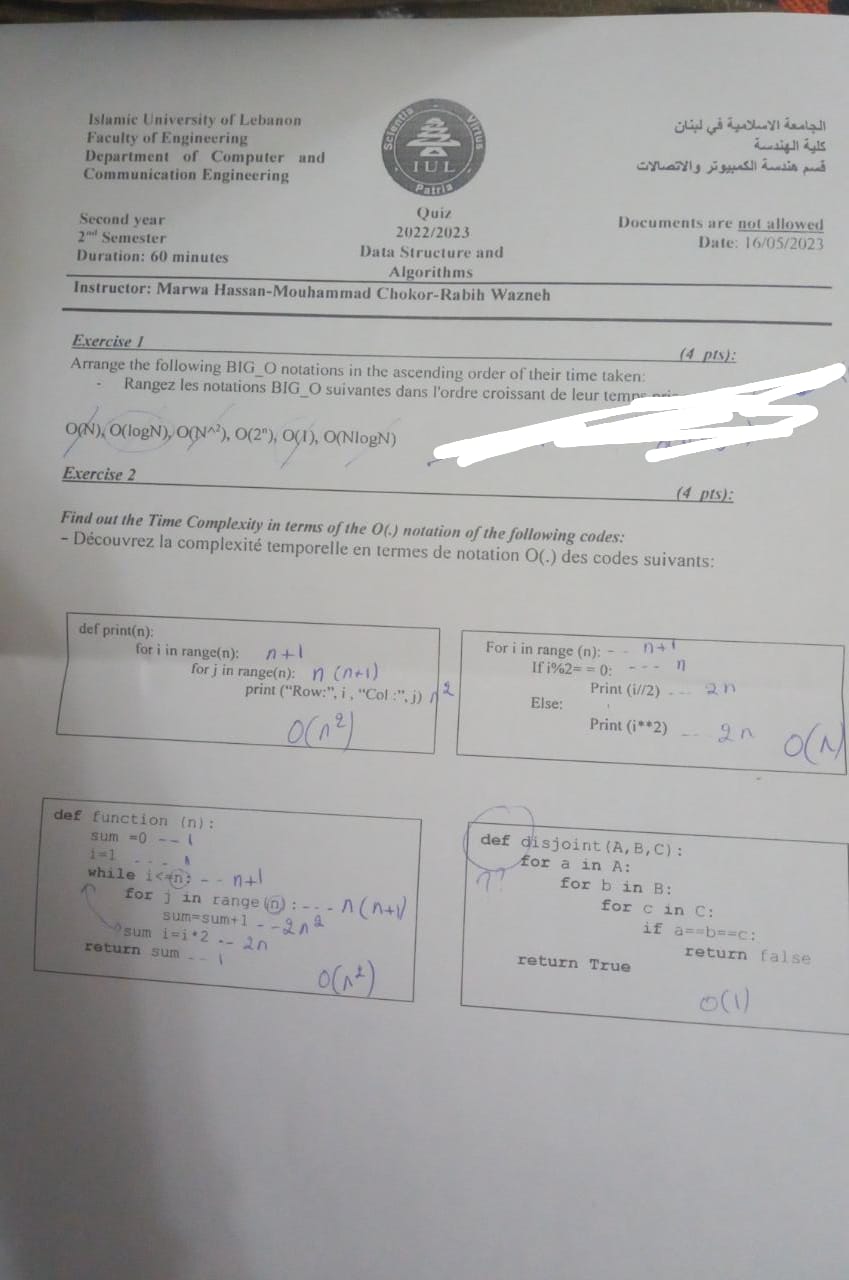 Islamic University of Lebanon
Faculty of Engineering
Department of Computer and
Communication Engineering
Scientia Virtus
IUL
Patria
الجامعة الاسلامية في لبنان
كلية الهندسة
قسم هندسة الكمبيوتر والاتصالات
Second year
2nd Semester
Duration: 60 minutes
Quiz
2022/2023
Data Structure and
Algorithms
Documents are not allowed
Date: 16/05/2023
Instructor: Marwa Hassan-Mouhammad Chokor-Rabih Wazneh
Exercise 1 (4 pts):
Arrange the following BIG_O notations in the ascending order of their time taken:
- Rangez les notations BIG_O suivantes dans l'ordre croissant de leur temps
O(N), O(logN), O(N^2), O(2^n), O(1), O(NlogN)
Exercise 2 (4 pts):
Find out the Time Complexity in terms of the O(.) notation of the following codes:
- Découvrez la complexité temporelle en termes de notation O(.) des codes suivants:
def print(n):
for i in range(n): n+1
for j in range(n): n (n+1)
print ("Row:", i , "Col :", j) n^2
O(n^2)
For i in range (n): - - n+1
If i%2= = 0: - - - n
Print (i//2) -- 2n
Else:
Print (i**2) -- 2n
O(N)
def function (n):
sum =0 -- 1
i=1 - - - 1
while i<=n: - - n+1
for j in range(n) : --- n(n+1)
sum=sum+1 --2n^2
sum i=i*2 -- 2n
return sum -- 1
O(n^2)
def disjoint(A,B,C):
??
for a in A:
for b in B:
for c in C:
if a==b==c:
return false
return True
O(1)